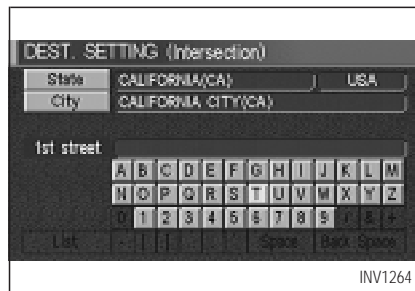 DEST. SETTING (Intersection)
State CALIFORNIA(CA) USA
City CALIFORNIA CITY(CA)
1st street
A B C D E F G H I J K L M
N O P Q R S T U V W X Y Z
0 1 2 3 4 5 6 7 8 9 / & +
List - [ ] Space Back Space
INV1264